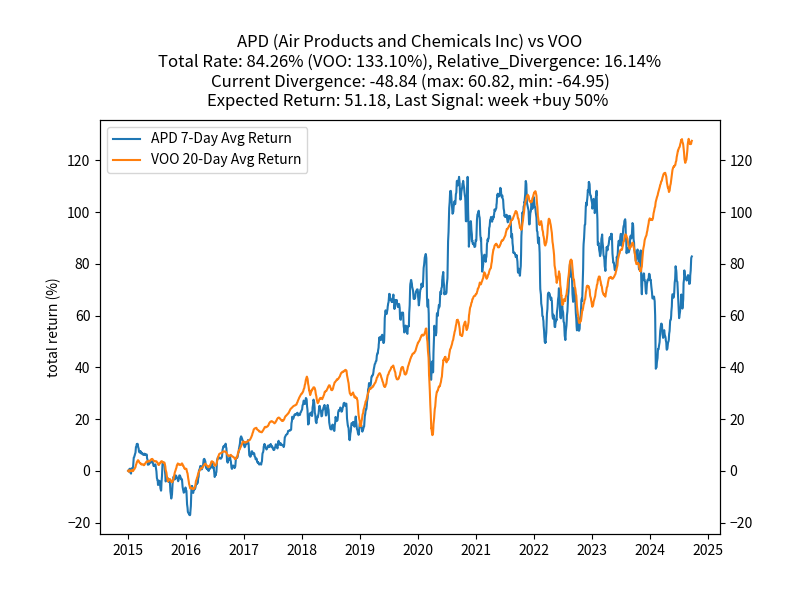 APD (Air Products and Chemicals Inc) vs VOO
Total Rate: 84.26% (VOO: 133.10%), Relative_Divergence: 16.14%
Current Divergence: -48.84 (max: 60.82, min: -64.95)
Expected Return: 51.18, Last Signal: week +buy 50%
APD 7-Day Avg Return
VOO 20-Day Avg Return
total return (%)
120
100
80
60
40
20
0
−20
120
100
80
60
40
20
0
−20
2015 2016 2017 2018 2019 2020 2021 2022 2023 2024 2025